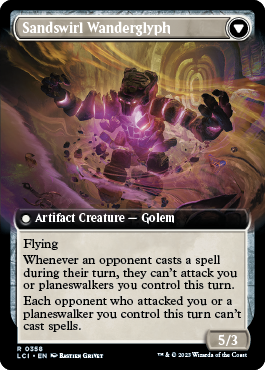 Sandswirl Wanderglyph
Artifact Creature — Golem
Flying
Whenever an opponent casts a spell
during their turn, they can't attack you
or planeswalkers you control this turn.
Each opponent who attacked you or a
planeswalker you control this turn can't
cast spells.
5/3
R 0358
LCI • EN Bastien Grivet
™ & © 2023 Wizards of the Coast